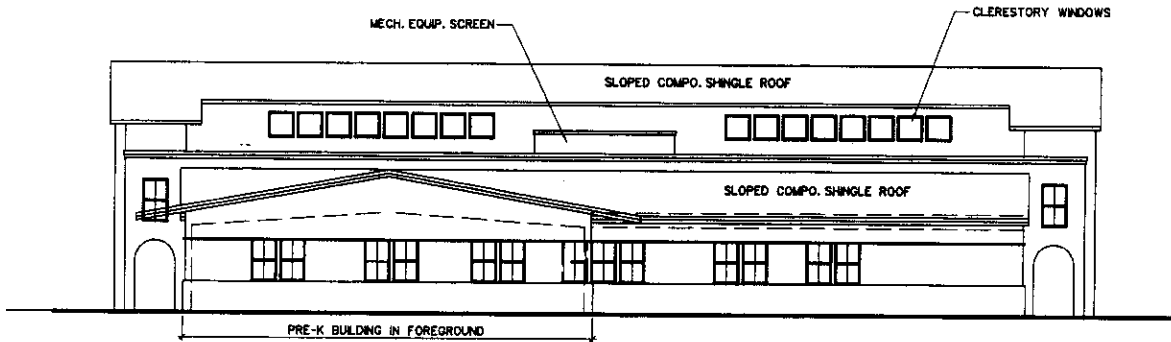 CLERESTORY WINDOWS
MECH. EQUIP. SCREEN
SLOPED COMPO. SHINGLE ROOF
SLOPED COMPO. SHINGLE ROOF
PRE-K BUILDING IN FOREGROUND